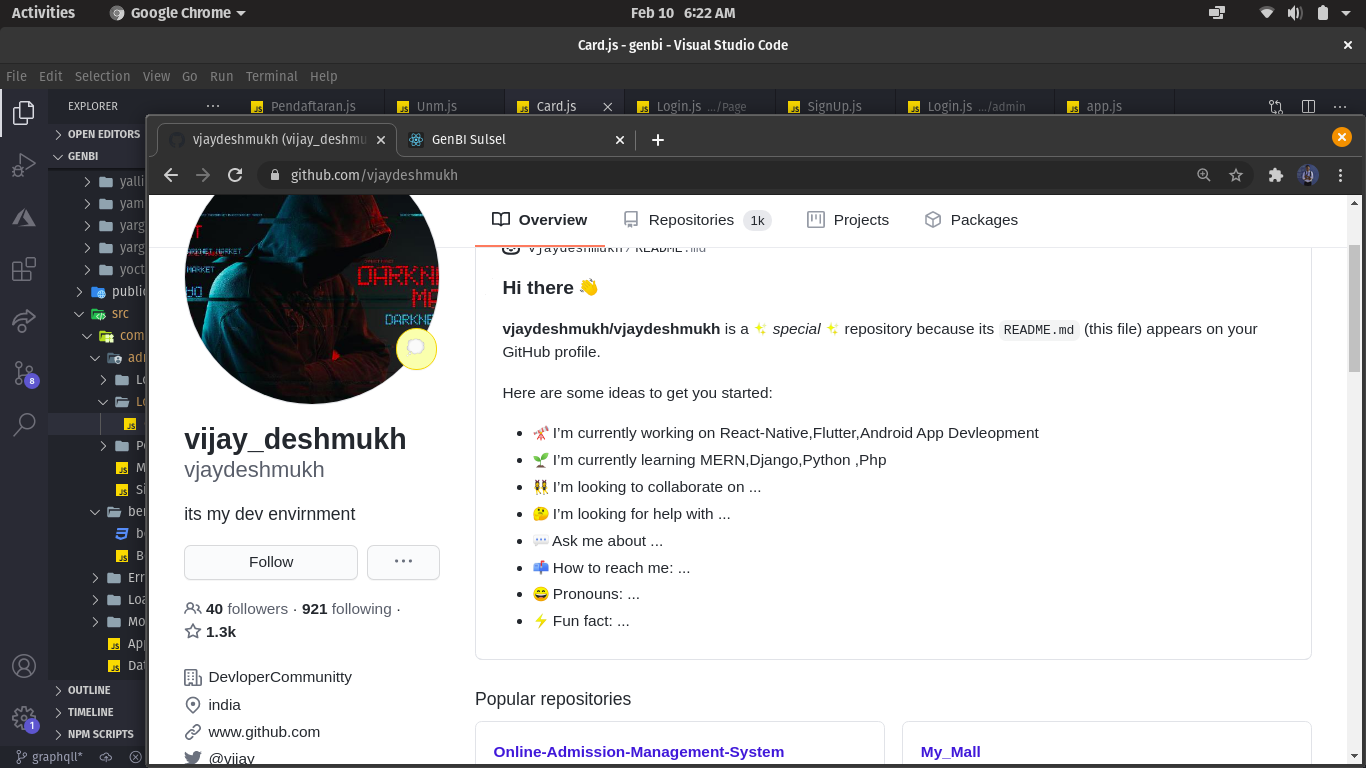 Activities
Google Chrome
Feb 10 6:22 AM
Card.js - genbi - Visual Studio Code
File Edit Selection View Go Run Terminal Help
EXPLORER
Pendaftaran.js
Unm.js
Card.js
Login.js .../Page
SignUp.js
Login.js .../admin
app.js
OPEN EDITORS
GENBI
yalli
yam
yarg
yarg
yoct
public
src
com
adm
Lo
Lo
Pe
M
Si
ber
be
B
Err
Loa
Mo
App
Dat
OUTLINE
TIMELINE
NPM SCRIPTS
8
1
graphqll*
vjaydeshmukh (vijay_deshmu
GenBI Sulsel
github.com/vjaydeshmukh
Overview
Repositories 1k
Projects
Packages
MARKET
DARKN
DARKNE
vijay_deshmukh
vjaydeshmukh
its my dev envirnment
Follow
40 followers · 921 following ·
1.3k
DevloperCommunitty
india
www.github.com
@vijay
vjaydeshmukh/README.md
Hi there 👋
vjaydeshmukh/vjaydeshmukh is a ✨ special ✨ repository because its README.md (this file) appears on your
GitHub profile.
Here are some ideas to get you started:
I'm currently working on React-Native,Flutter,Android App Devleopment
🌱 I'm currently learning MERN,Django,Python ,Php
👯 I'm looking to collaborate on ...
🤔 I'm looking for help with ...
💬 Ask me about ...
📫 How to reach me: ...
😄 Pronouns: ...
⚡ Fun fact: ...
Popular repositories
Online-Admission-Management-System
My_Mall